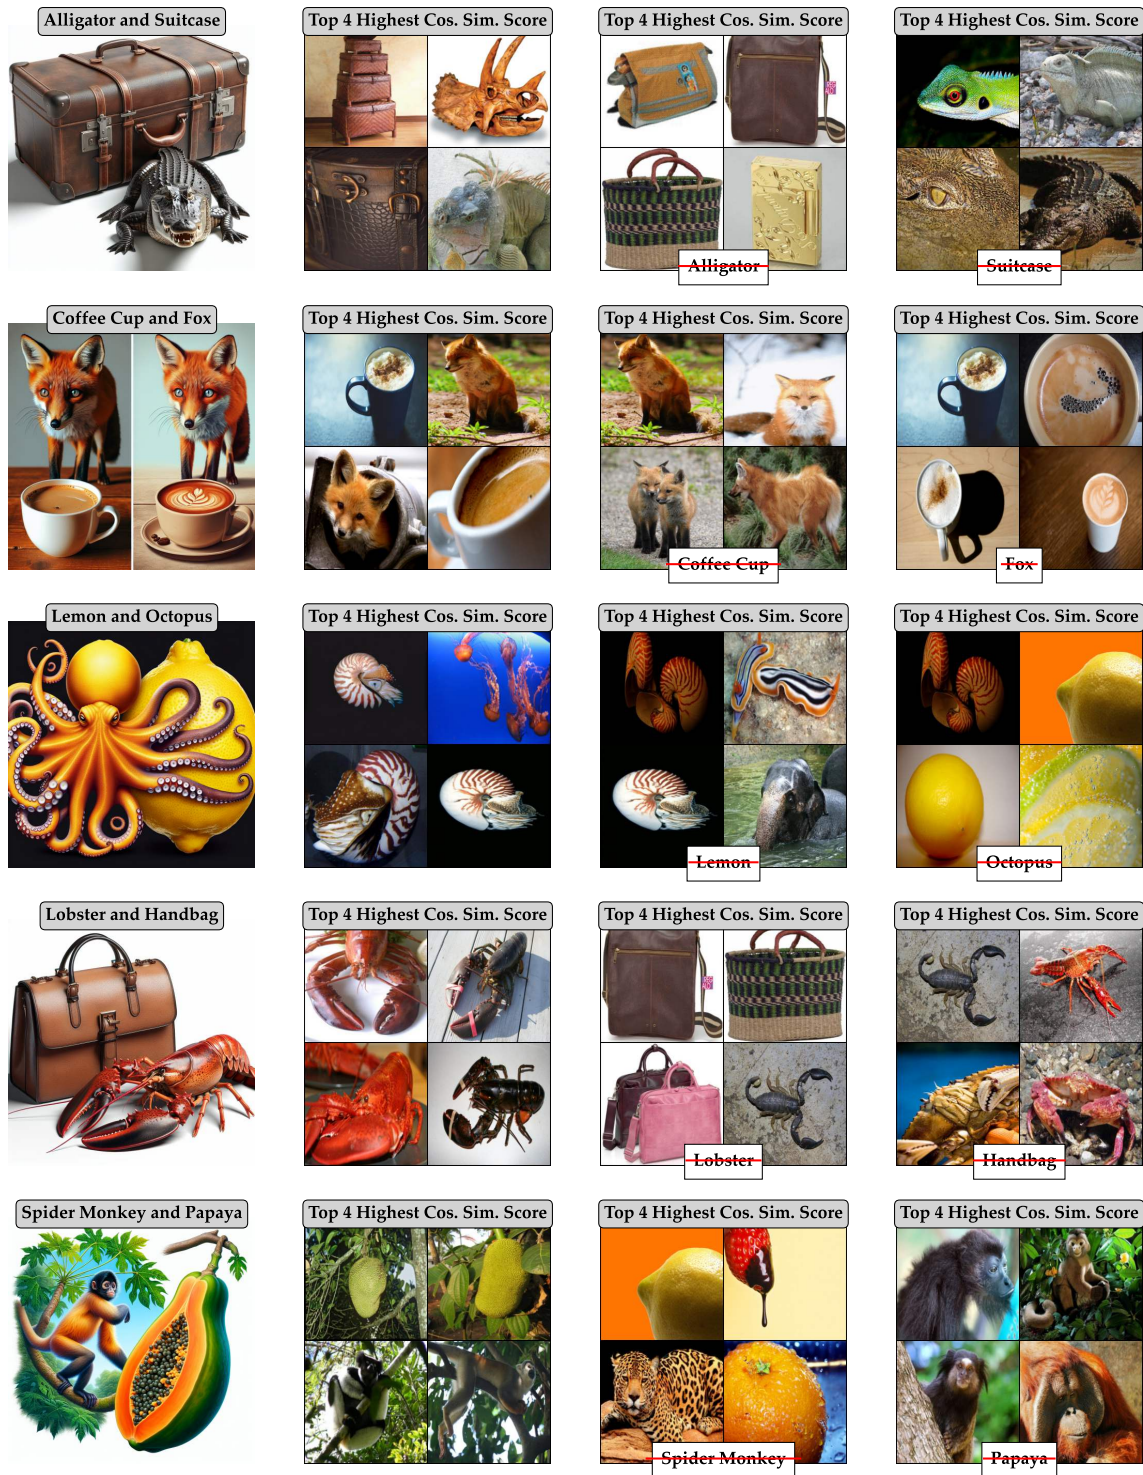 Alligator and Suitcase
Top 4 Highest Cos. Sim. Score
Top 4 Highest Cos. Sim. Score
Top 4 Highest Cos. Sim. Score
Alligator
Suitcase
Coffee Cup and Fox
Top 4 Highest Cos. Sim. Score
Top 4 Highest Cos. Sim. Score
Top 4 Highest Cos. Sim. Score
Coffee Cup
Fox
Lemon and Octopus
Top 4 Highest Cos. Sim. Score
Top 4 Highest Cos. Sim. Score
Top 4 Highest Cos. Sim. Score
Lemon
Octopus
Lobster and Handbag
Top 4 Highest Cos. Sim. Score
Top 4 Highest Cos. Sim. Score
Top 4 Highest Cos. Sim. Score
Lobster
Handbag
Spider Monkey and Papaya
Top 4 Highest Cos. Sim. Score
Top 4 Highest Cos. Sim. Score
Top 4 Highest Cos. Sim. Score
Spider Monkey
Papaya